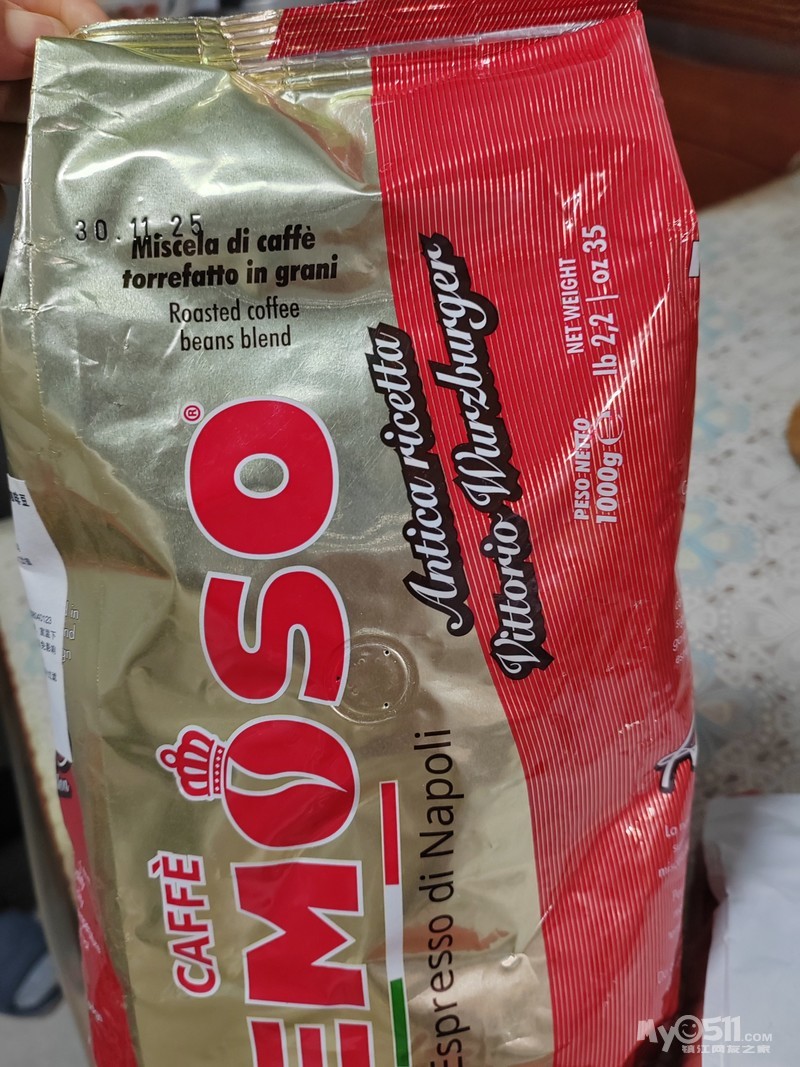 30.11.25
Miscela di caffè
torrefatto in grani
Roasted coffee
beans blend
CAFFÈ
EMOSO
®
Espresso di Napoli
Antica ricetta
Vittorio Wurzburger
NET WEIGHT
lb 2,2 | oz 35
PESO NETTO
1000g e
My0511.COM
镇江网友之家